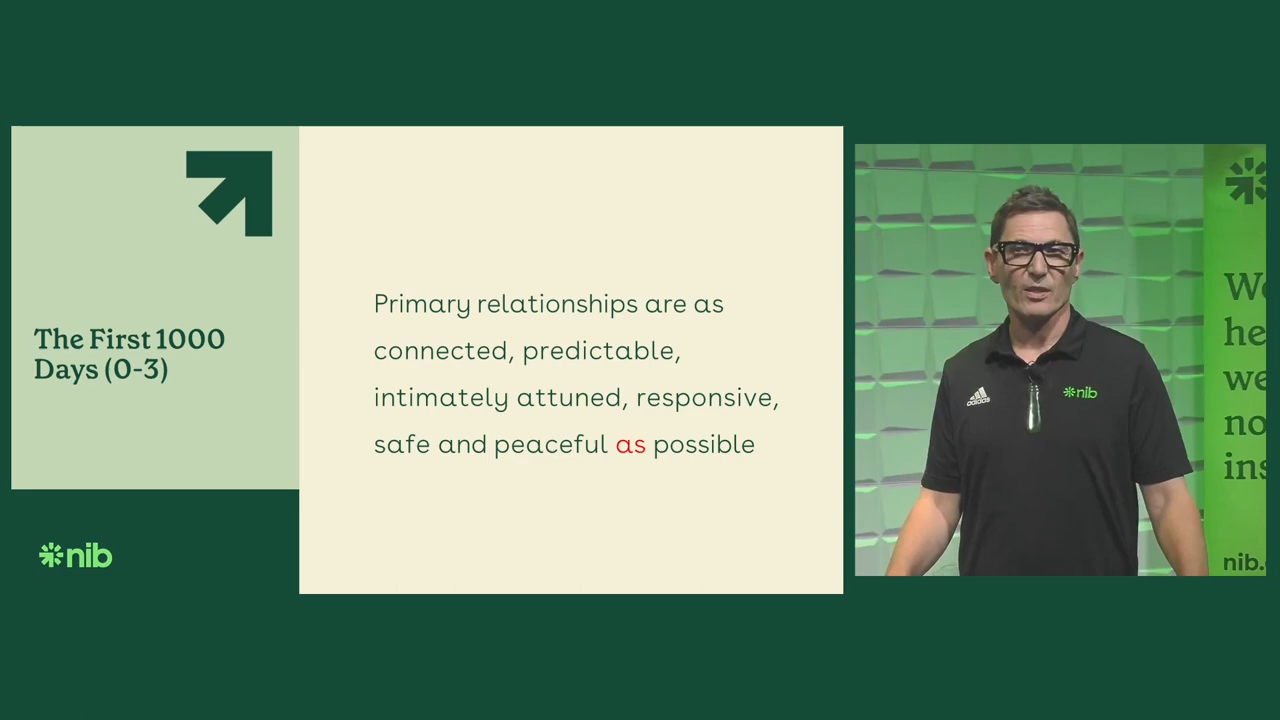 The First 1000
Days (0-3)
nib
Primary relationships are as
connected, predictable,
intimately attuned, responsive,
safe and peaceful as possible
adidas
nib
nib.